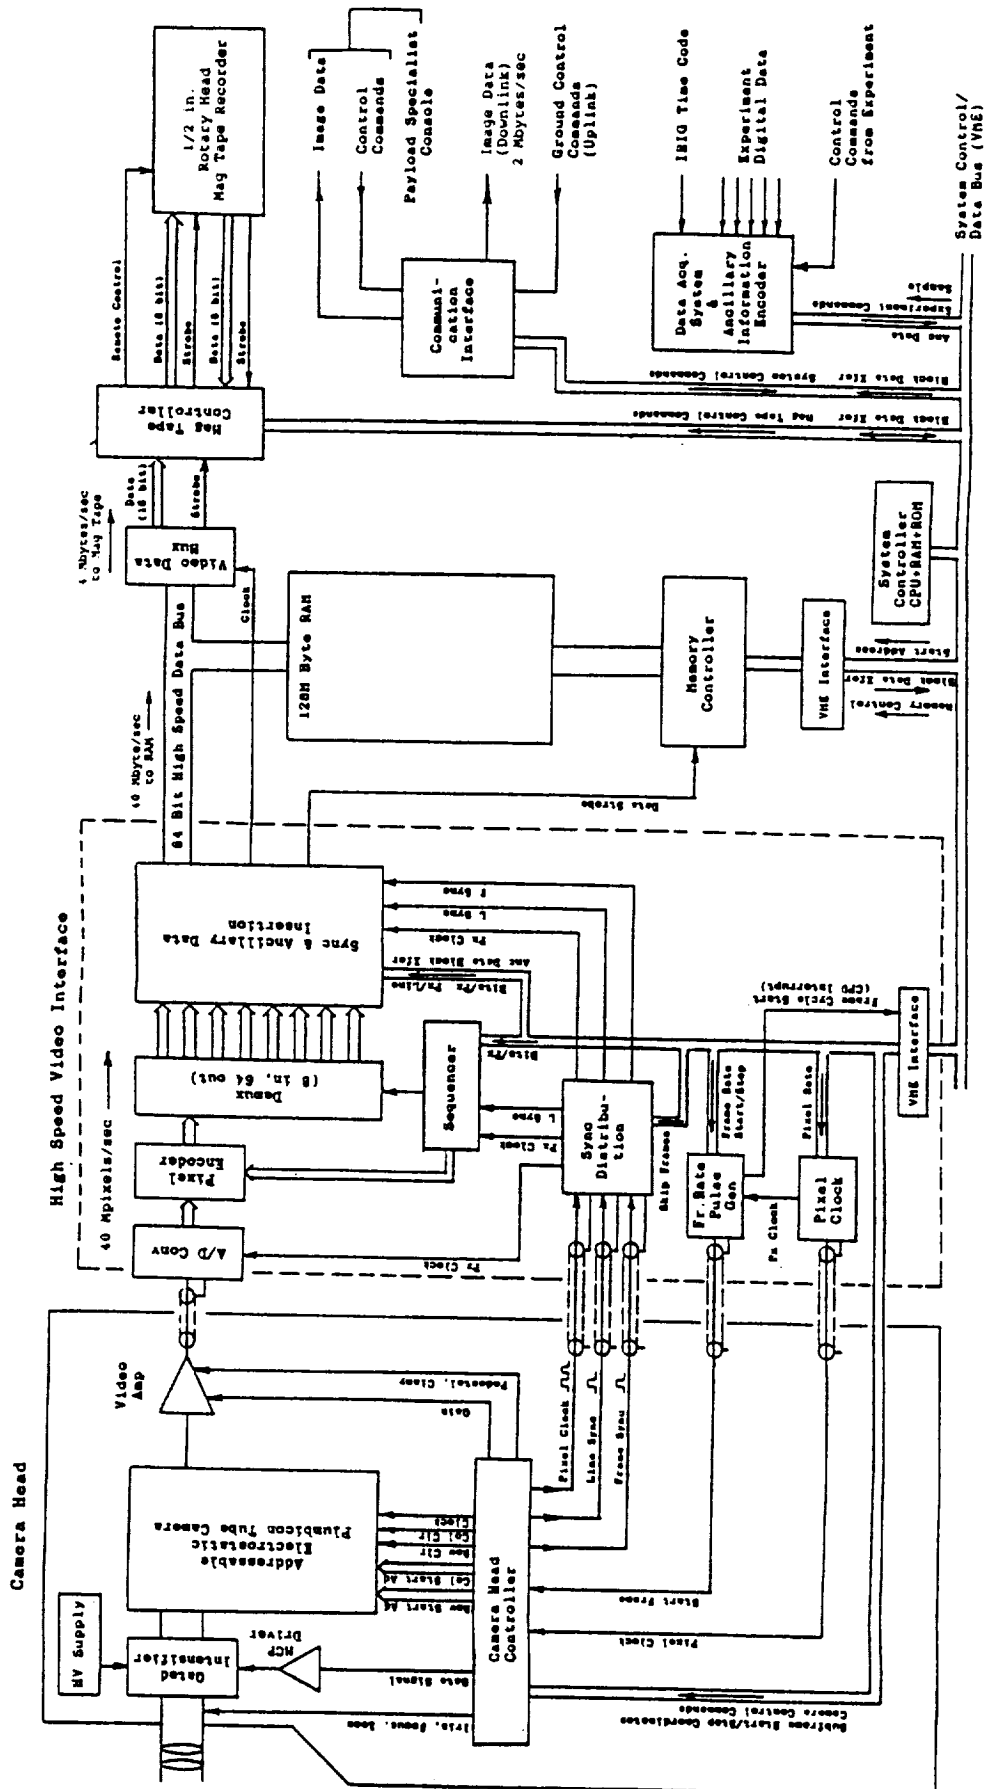 Camera Head
HV Supply
Gated
Intensifier
MCP
Driver
Addressable
Electrostatic
Plumbicon Tube Camera
Video
Amp
Iris, Focus, Zoom
Gate Signal
Row Start Ad
Col Start Ad
Row Clr
Col Clr
Clock
Gain
Pedestal, Clamp
Camera Head
Controller
Pixel Clock
Line Sync
Frame Sync
Start Frame
Pixel Clock
Subframe Start/Stop Coordinates
Camera Control Commands
High Speed Video Interface
40 Mpixels/sec
A/D Conv
Pixel
Encoder
Demux
(8 in, 64 out)
Sync & Ancillary Data
Insertion
Px Clock
Sequencer
Px Clock
L Sync
Bits/Px
Bits/Px Px/Line
Anc Data Block Xfer
Px Clock
L Sync
F Sync
Sync
Distribu-
tion
Skip Frames
Fr.Rate
Pulse
Gen
Frame Rate
Start/Stop
Px Clock
Pixel
Clock
Pixel Rate
Frame Cycle Start
(CPU Interrupt)
VME Interface
40 Mbyte/sec
to RAM
64 Bit High Speed Data Bus
Clock
Data Strobe
128M Byte RAM
Memory
Controller
VME Interface
Memory Control
Block Data Xfer
Start Address
System
Controller
CPU+RAM+ROM
4 Mbytes/sec
to Mag Tape
Video Data
Bux
Data
(16 bit)
Strobe
Mag Tape
Controller
Remote Control
Data (8 bit)
Strobe
Data (8 bit)
Strobe
1/2 in.
Rotary Head
Mag Tape Recorder
Block Data Xfer Mag Tape Control Commands
Block Data Xfer System Control Commands
Communi-
cation
Interface
Image Data
Control
Commands
Payload Specialist
Console
Image Data
(Downlink)
2 Mbytes/sec
Ground Control
Commands
(Uplink)
Data Acq.
System
&
Ancillary
Information
Encoder
IRIG Time Code
Experiment
Digital Data
Control
Commands
from Experiment
Anc Data
Experiment Commands
Sample
System Control/
Data Bus (VME)